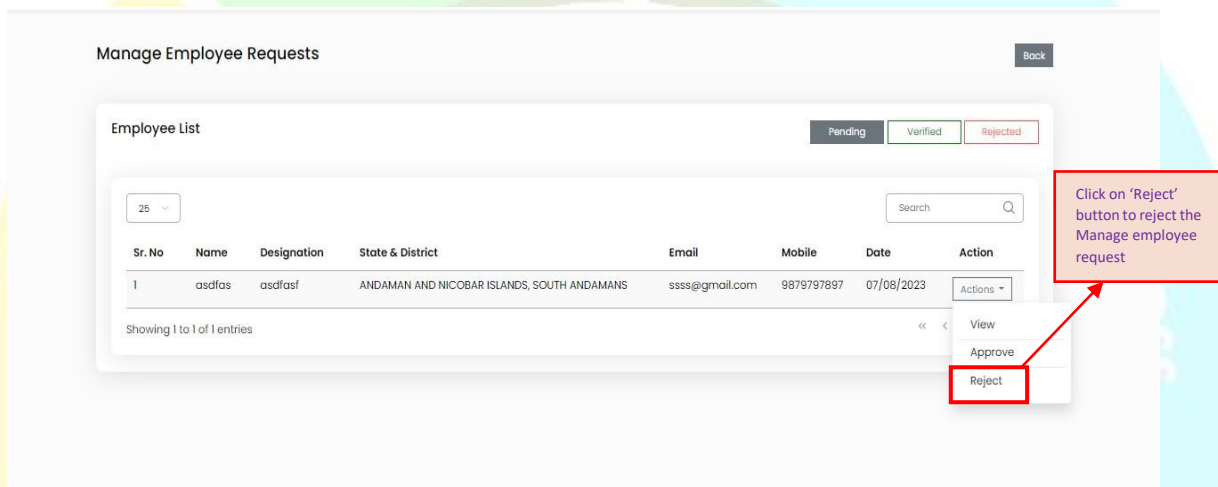 Manage Employee Requests
Back
Employee List
Pending
Verified
Rejected
25
Search
Sr. No Name Designation State & District Email Mobile Date Action
1 asdfas asdfasf ANDAMAN AND NICOBAR ISLANDS, SOUTH ANDAMANS ssss@gmail.com 9879797897 07/08/2023 Actions
Showing 1 to 1 of 1 entries
« ‹
View
Approve
Reject
Click on ‘Reject’
button to reject the
Manage employee
request